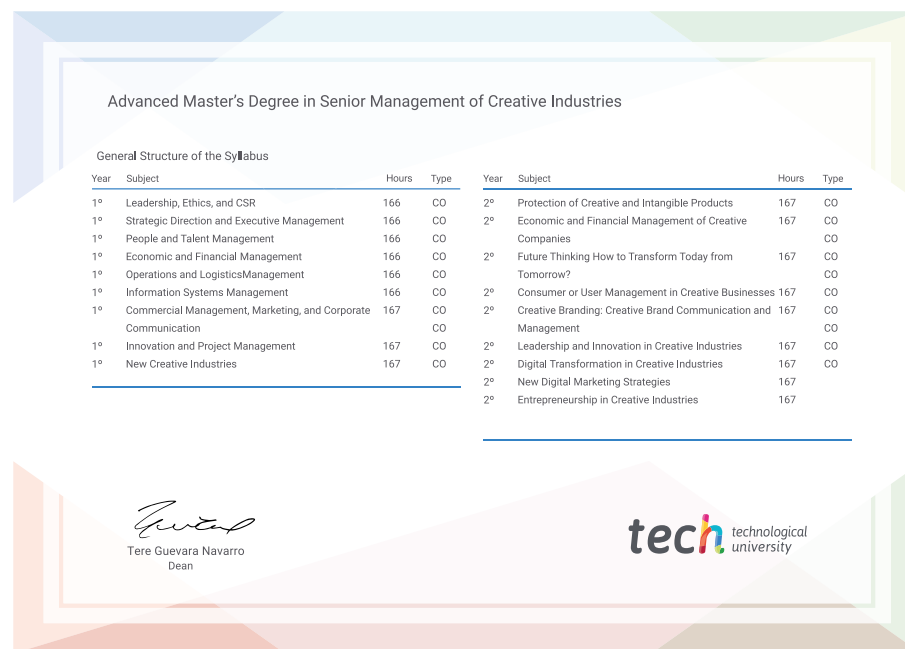 Advanced Master's Degree in Senior Management of Creative Industries
General Structure of the Syllabus
Year Subject Hours Type
1º Leadership, Ethics, and CSR 166 CO
1º Strategic Direction and Executive Management 166 CO
1º People and Talent Management 166 CO
1º Economic and Financial Management 166 CO
1º Operations and LogisticsManagement 166 CO
1º Information Systems Management 166 CO
1º Commercial Management, Marketing, and Corporate 167 CO
Communication CO
1º Innovation and Project Management 167 CO
1º New Creative Industries 167 CO
Year Subject Hours Type
2º Protection of Creative and Intangible Products 167 CO
2º Economic and Financial Management of Creative 167 CO
Companies CO
2º Future Thinking How to Transform Today from 167 CO
Tomorrow? CO
2º Consumer or User Management in Creative Businesses 167 CO
2º Creative Branding: Creative Brand Communication and 167 CO
Management CO
2º Leadership and Innovation in Creative Industries 167 CO
2º Digital Transformation in Creative Industries 167 CO
2º New Digital Marketing Strategies 167
2º Entrepreneurship in Creative Industries 167
Tere Guevara Navarro
Dean
tech technological
university